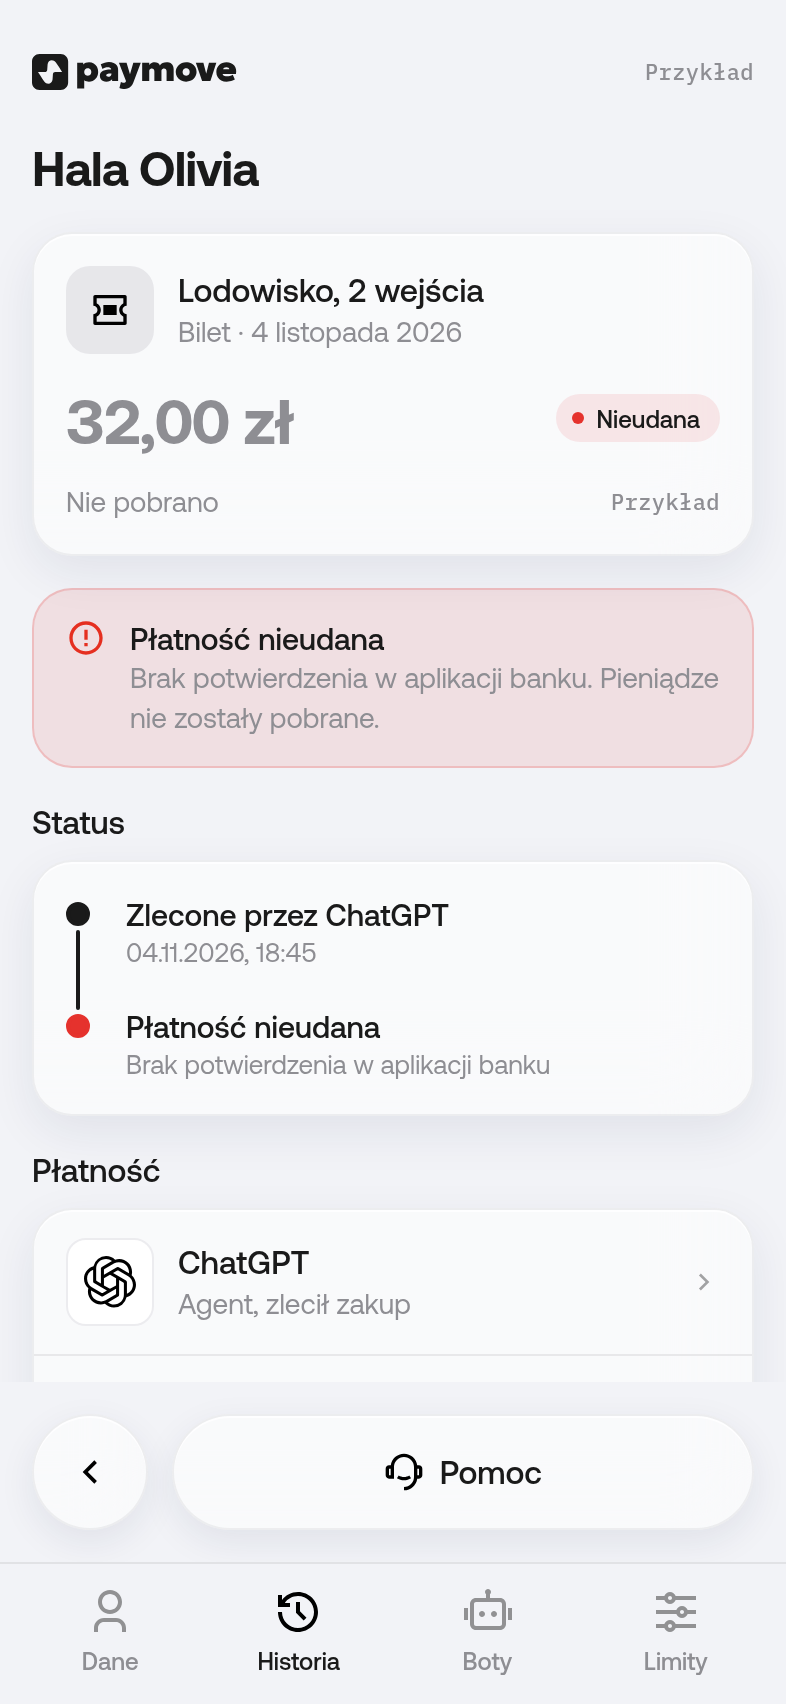 paymove
Przykład
Hala Olivia
Lodowisko, 2 wejścia
Bilet · 4 listopada 2026
32,00 zł
Nieudana
Nie pobrano
Przykład
Płatność nieudana
Brak potwierdzenia w aplikacji banku. Pieniądze
nie zostały pobrane.
Status
Zlecone przez ChatGPT
04.11.2026, 18:45
Płatność nieudana
Brak potwierdzenia w aplikacji banku
Płatność
ChatGPT
Agent, zlecił zakup
Pomoc
Dane
Historia
Boty
Limity